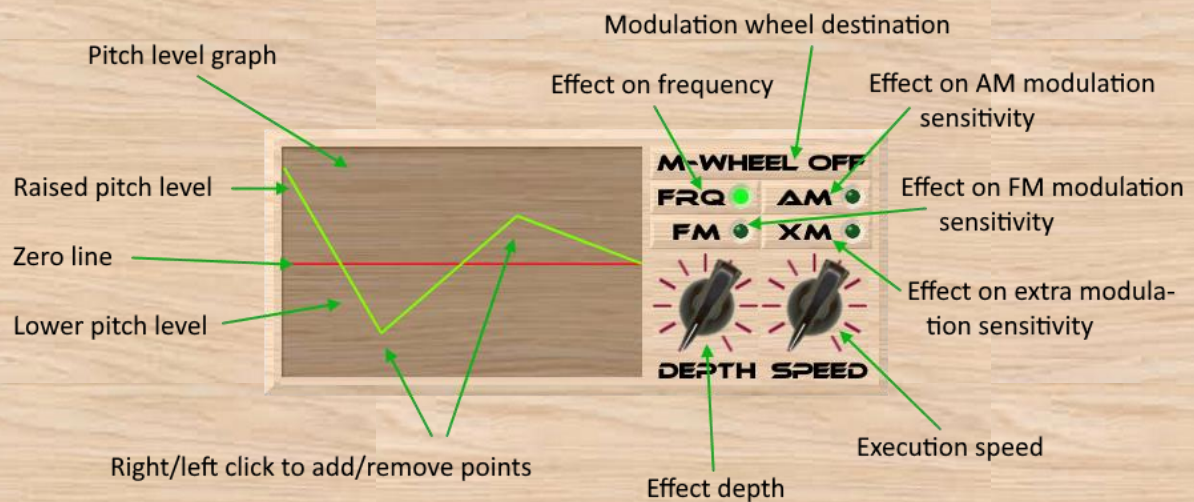 Modulation wheel destination
Pitch level graph
Effect on frequency
Effect on AM modulation
sensitivity
M-WHEEL OFF
Raised pitch level
FRQ
AM
Effect on FM modulation
sensitivity
FM
XM
Zero line
Effect on extra modula-
tion sensitivity
Lower pitch level
DEPTH
SPEED
Execution speed
Right/left click to add/remove points
Effect depth